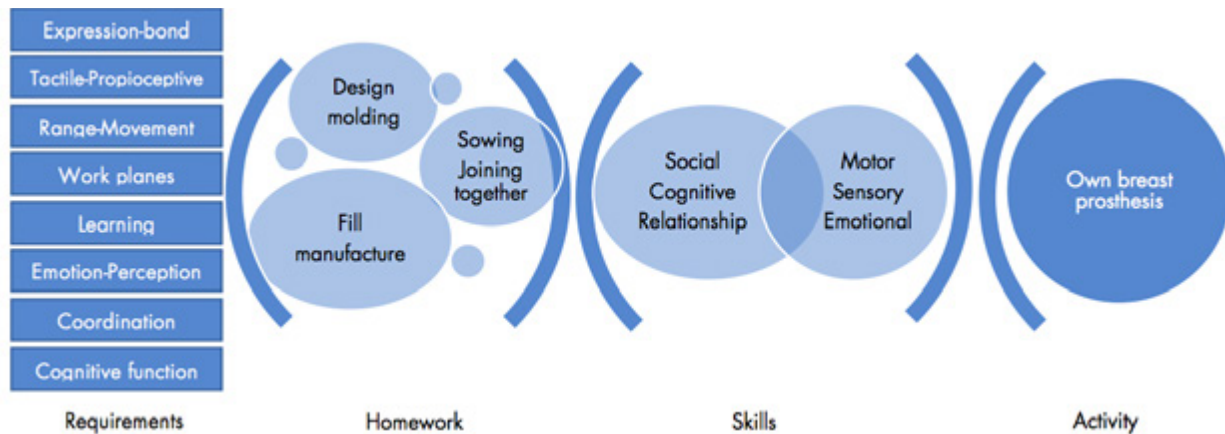 Expression-bond
Tactile-Propioceptive
Range-Movement
Work planes
Learning
Emotion-Perception
Coordination
Cognitive function
Requirements
Design
molding
Sowing
Joining
together
Fill
manufacture
Homework
Social
Cognitive
Relationship
Motor
Sensory
Emotional
Skills
Own breast
prosthesis
Activity